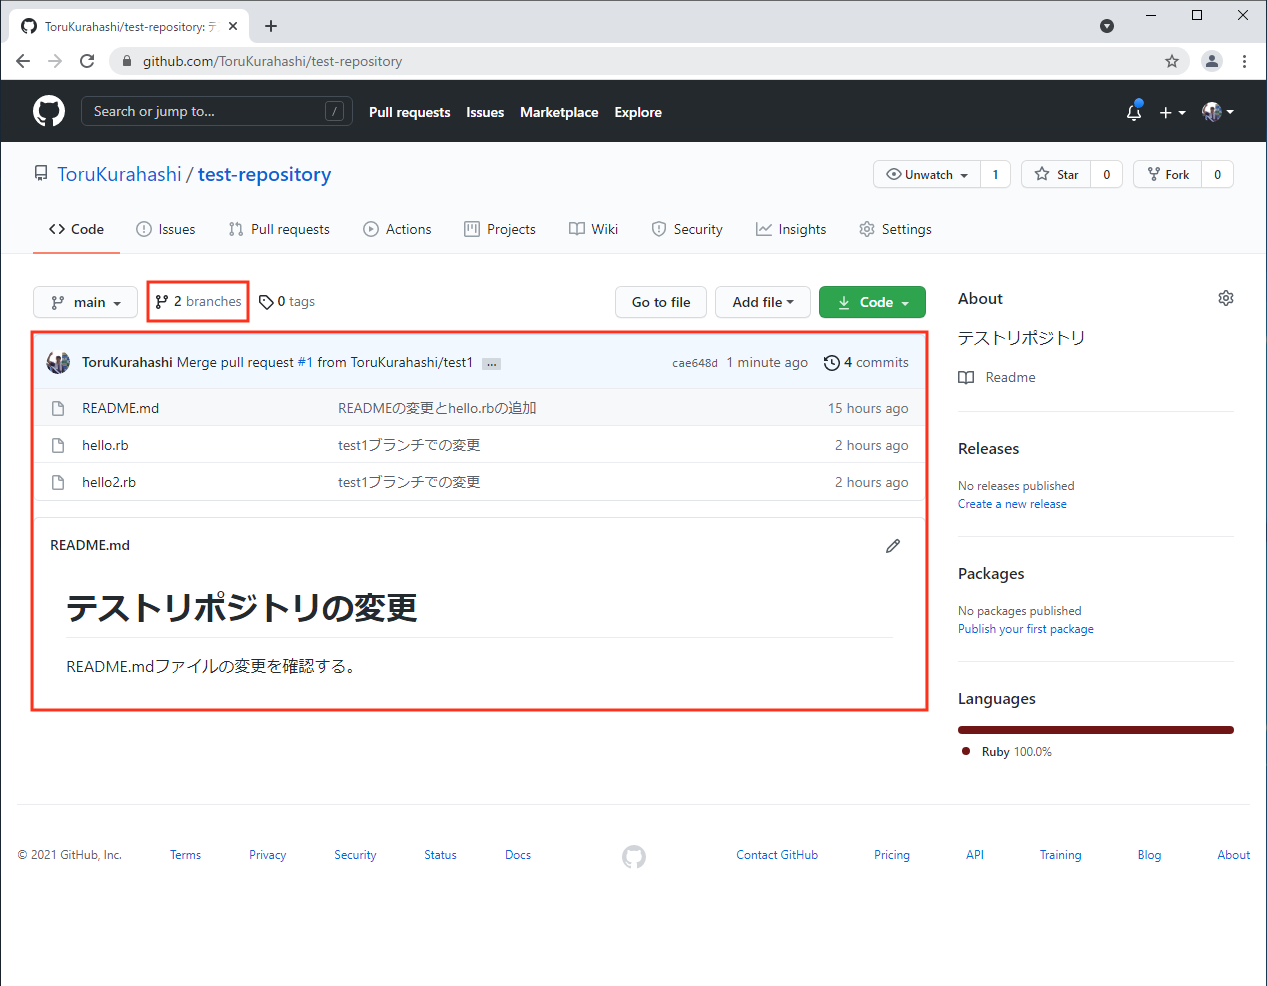 ToruKurahashi/test-repository: テ
github.com/ToruKurahashi/test-repository
Search or jump to... / Pull requests Issues Marketplace Explore
ToruKurahashi / test-repository Unwatch 1 Star 0 Fork 0
Code Issues Pull requests Actions Projects Wiki Security Insights Settings
main 2 branches 0 tags Go to file Add file Code
ToruKurahashi Merge pull request #1 from ToruKurahashi/test1 ... cae648d 1 minute ago 4 commits
README.md READMEの変更とhello.rbの追加 15 hours ago
hello.rb test1ブランチでの変更 2 hours ago
hello2.rb test1ブランチでの変更 2 hours ago
README.md
テストリポジトリの変更
README.mdファイルの変更を確認する。
About
テストリポジトリ
Readme
Releases
No releases published
Create a new release
Packages
No packages published
Publish your first package
Languages
Ruby 100.0%
© 2021 GitHub, Inc. Terms Privacy Security Status Docs Contact GitHub Pricing API Training Blog About